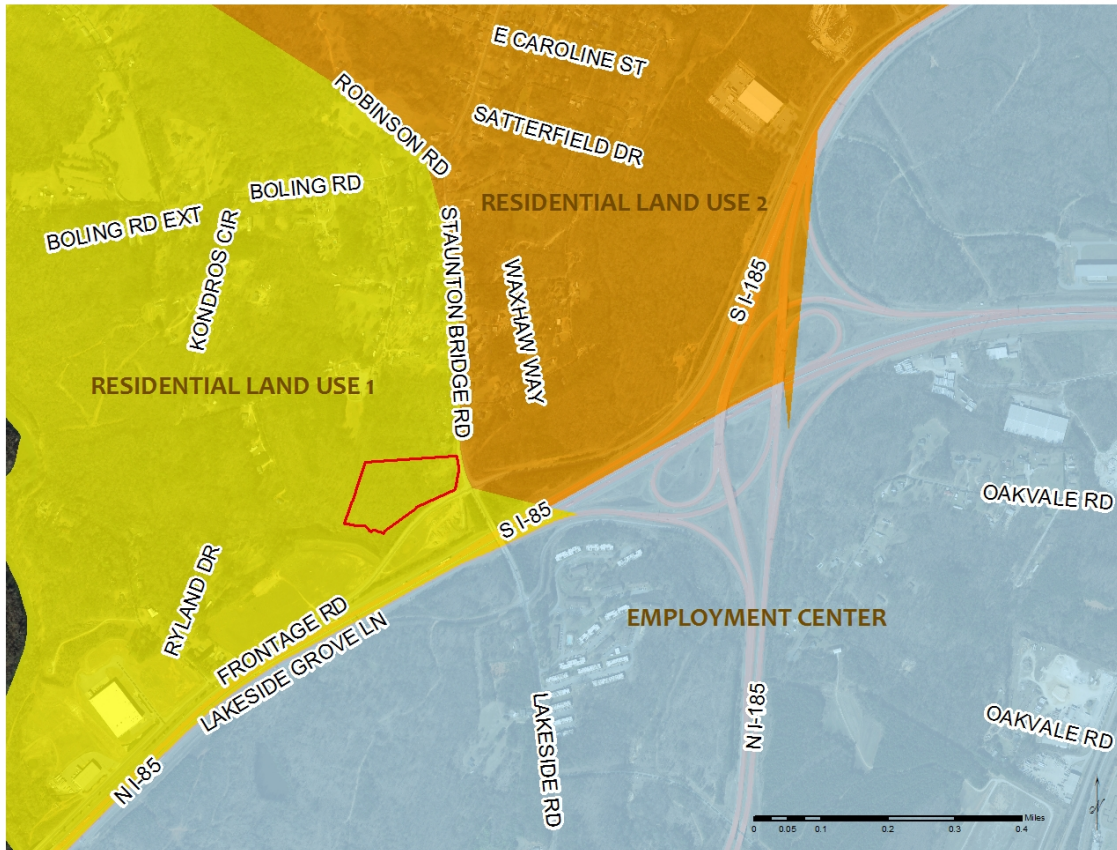 E CAROLINE ST
ROBINSON RD
SATTERFIELD DR
BOLING RD
RESIDENTIAL LAND USE 2
BOLING RD EXT
KONDROS CIR
STAUNTON BRIDGE RD
WAXHAW WAY
S I-185
RESIDENTIAL LAND USE 1
OAKVALE RD
S I-85
RYLAND DR
FRONTAGE RD
EMPLOYMENT CENTER
LAKESIDE GROVE LN
LAKESIDE RD
N I-185
OAKVALE RD
N I-85
N
Miles
0 0.05 0.1 0.2 0.3 0.4